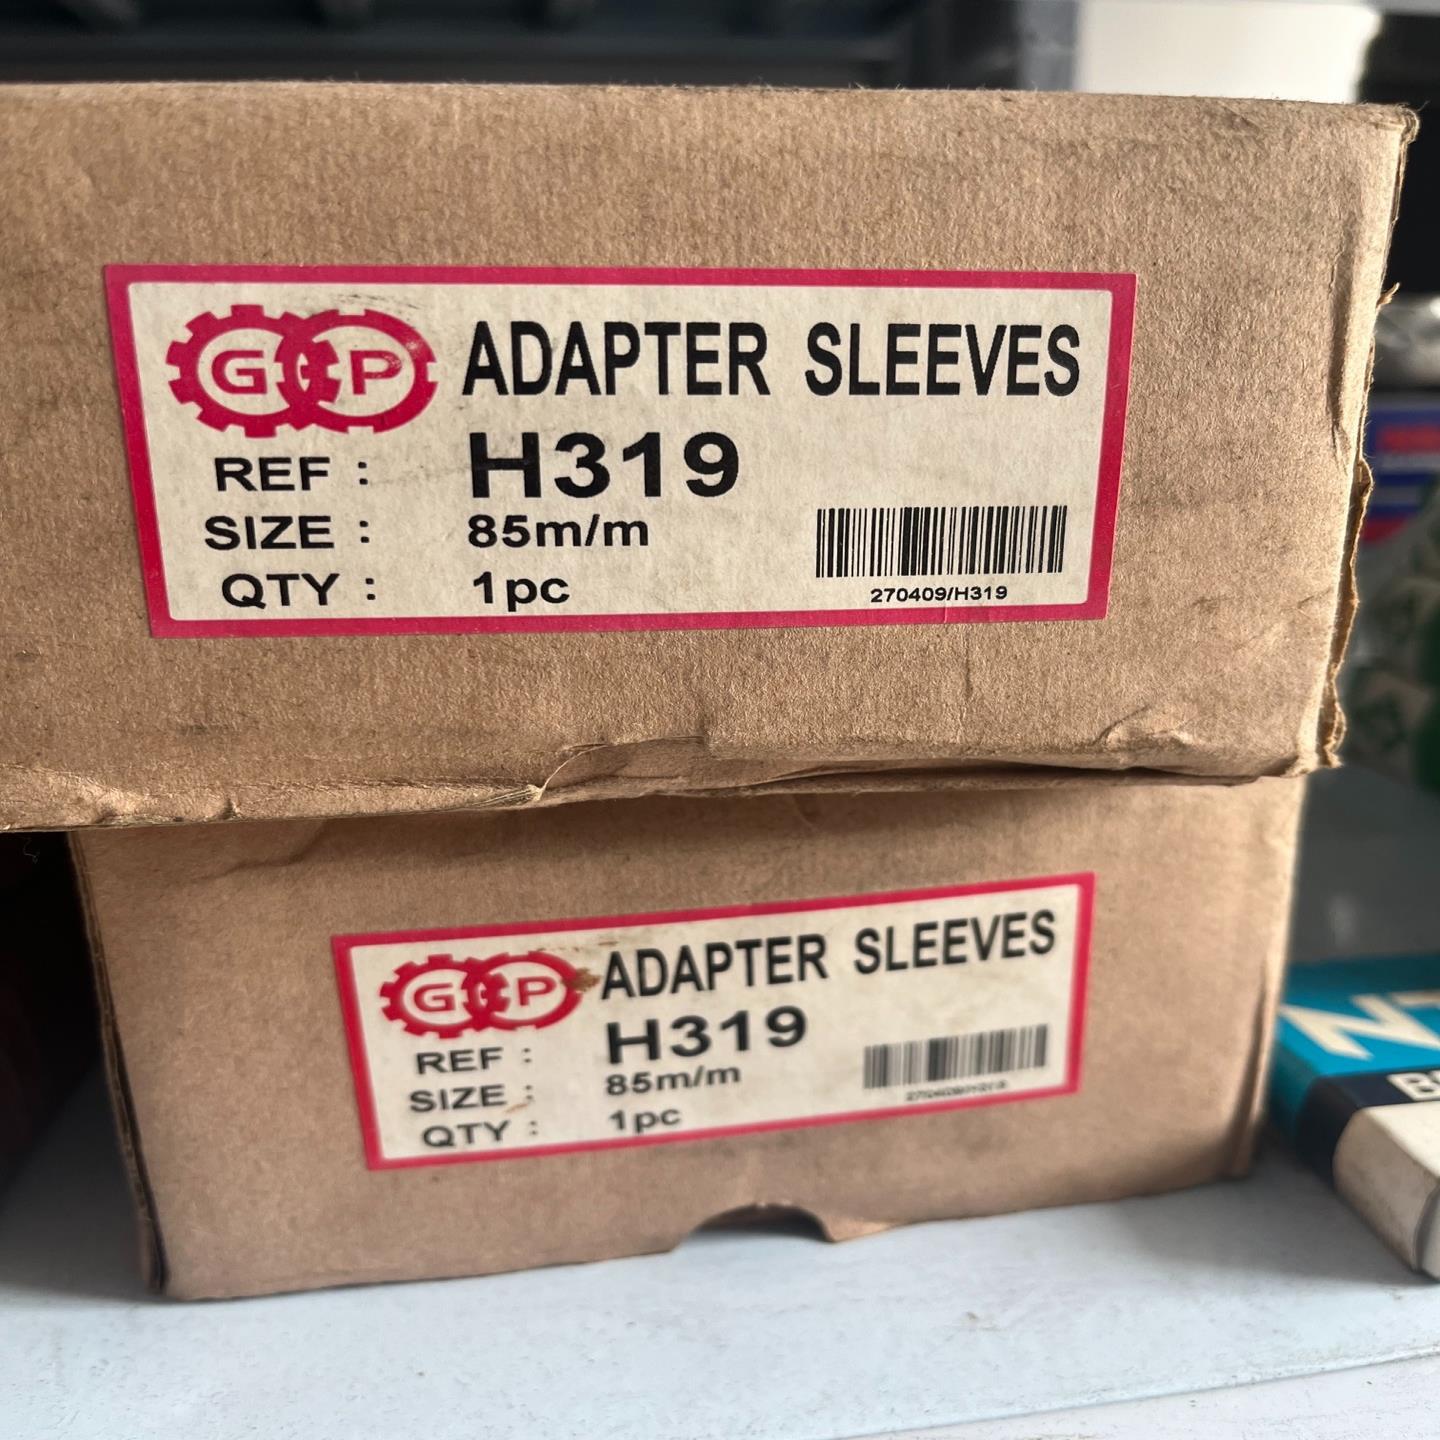 GP ADAPTER SLEEVES
REF : H319
SIZE : 85m/m
QTY : 1pc
270409/H319
GP ADAPTER SLEEVES
REF : H319
SIZE : 85m/m
QTY : 1pc